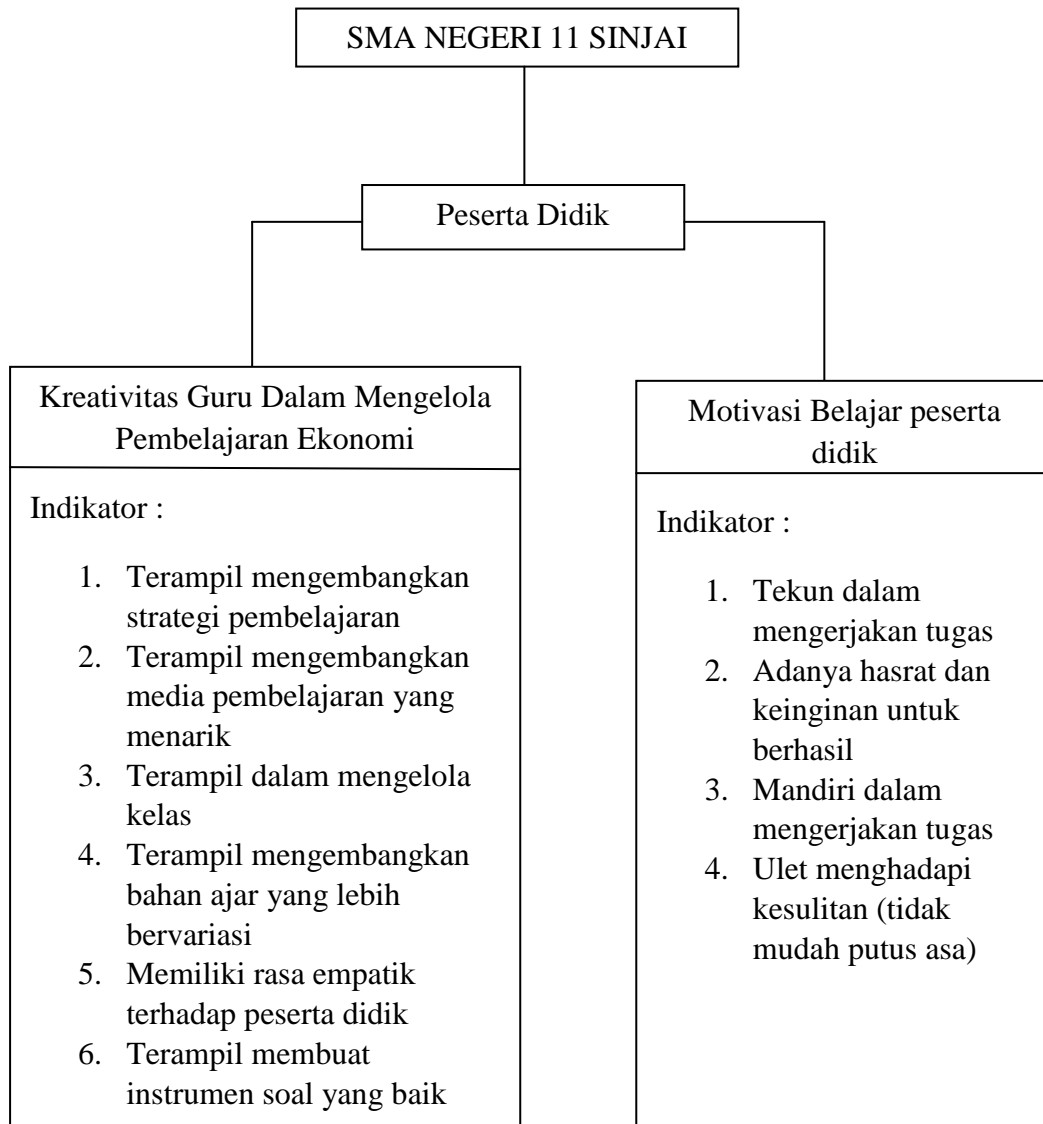 SMA NEGERI 11 SINJAI
Peserta Didik
Kreativitas Guru Dalam Mengelola
Pembelajaran Ekonomi
Indikator :
1. Terampil mengembangkan
strategi pembelajaran
2. Terampil mengembangkan
media pembelajaran yang
menarik
3. Terampil dalam mengelola
kelas
4. Terampil mengembangkan
bahan ajar yang lebih
bervariasi
5. Memiliki rasa empatik
terhadap peserta didik
6. Terampil membuat
instrumen soal yang baik
Motivasi Belajar peserta
didik
Indikator :
1. Tekun dalam
mengerjakan tugas
2. Adanya hasrat dan
keinginan untuk
berhasil
3. Mandiri dalam
mengerjakan tugas
4. Ulet menghadapi
kesulitan (tidak
mudah putus asa)